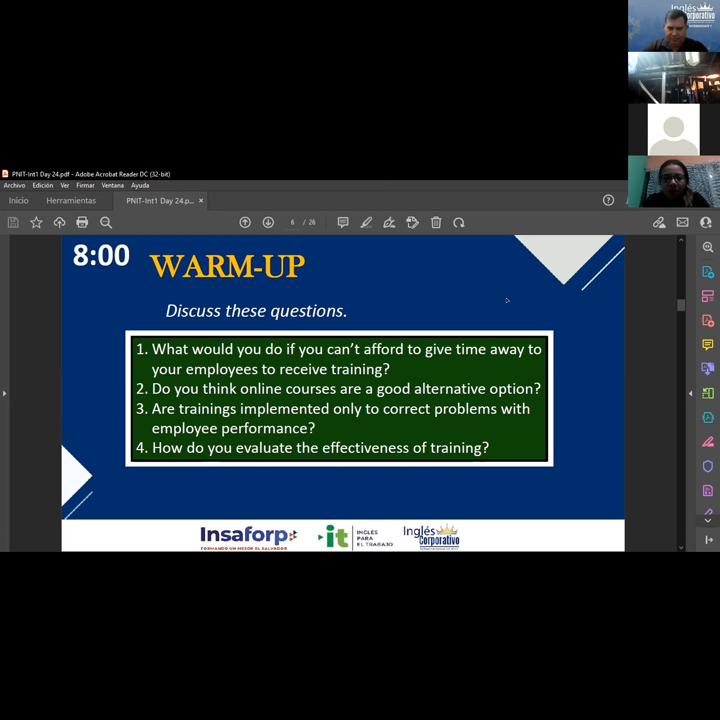 Inglés
Corporativo
PNIT-Int1 Day 24.pdf - Adobe Acrobat Reader DC (32-bit)
Archivo Edición Ver Firmar Ventana Ayuda
Inicio Herramientas PNIT-Int1 Day 24.p... ×
6 / 26
8:00 WARM-UP
Discuss these questions.
1. What would you do if you can't afford to give time away to
your employees to receive training?
2. Do you think online courses are a good alternative option?
3. Are trainings implemented only to correct problems with
employee performance?
4. How do you evaluate the effectiveness of training?
Insaforp
FORMANDO UN MEJOR EL SALVADOR
it INGLÉS
PARA
EL TRABAJO
Inglés
Corporativo